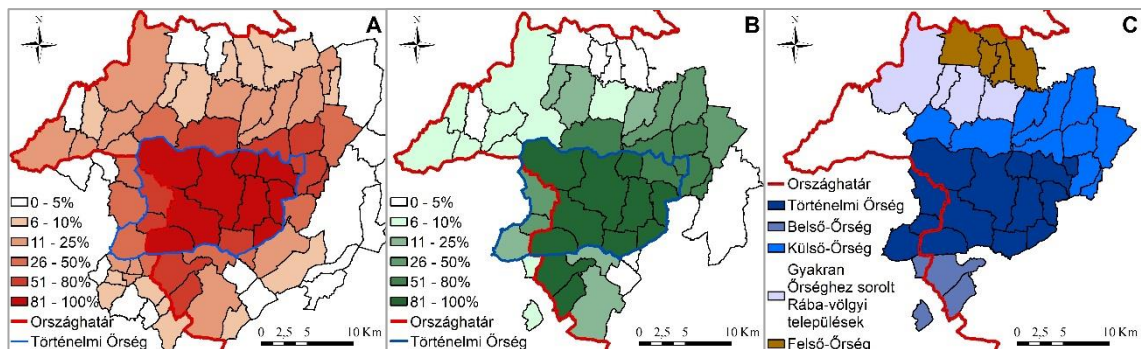 N
A
0 - 5%
6 - 10%
11 - 25%
26 - 50%
51 - 80%
81 - 100%
Országhatár
Történelmi Őrség
0 2,5 5 10 Km
N
B
0 - 5%
6 - 10%
11 - 25%
26 - 50%
51 - 80%
81 - 100%
Országhatár
Történelmi Őrség
0 2,5 5 10 Km
N
C
Országhatár
Történelmi Őrség
Belső-Őrség
Külső-Őrség
Gyakran
Őrséghez sorolt
Rába-völgyi
települések
Felső-Őrség
0 2,5 5 10 Km